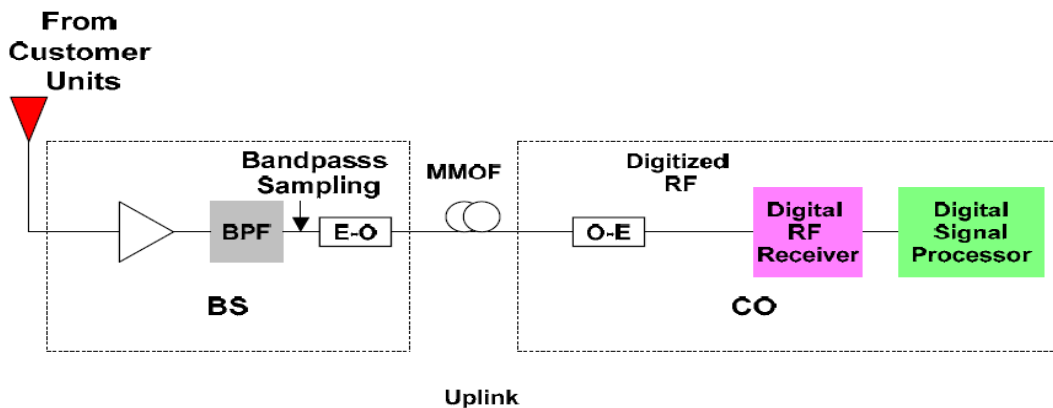 From
Customer
Units
Bandpasss
Sampling
MMOF
Digitized
RF
BPF
E-O
O-E
Digital
RF
Receiver
Digital
Signal
Processor
BS
CO
Uplink